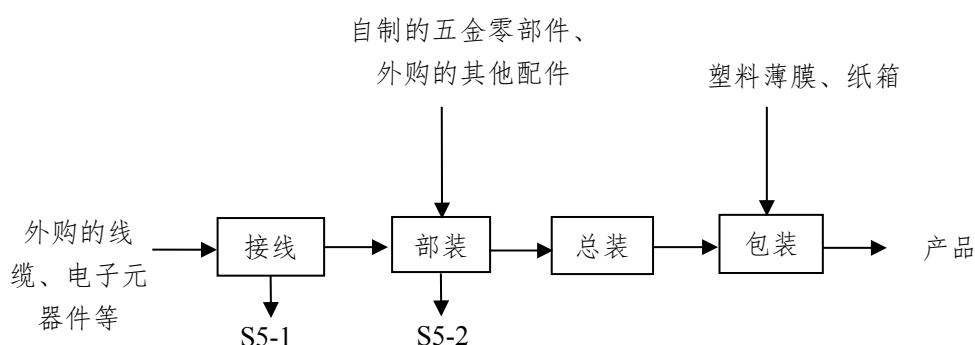 自制的五金零部件、
外购的其他配件
塑料薄膜、纸箱
外购的线
缆、电子元
器件等
接线
部装
总装
包装
产品
S5-1
S5-2